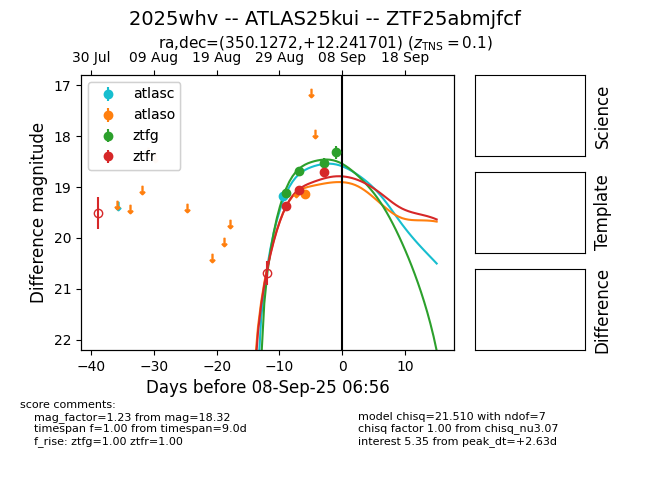 2025whv -- ATLAS25kui -- ZTF25abmjfcf
ra,dec=(350.1272,+12.241701) (z_TNS = 0.1)
30 Jul 09 Aug 19 Aug 29 Aug 08 Sep 18 Sep
17
18
19
20
21
22
Difference magnitude
atlasc
atlaso
ztfg
ztfr
−40 −30 −20 −10 0 10
Days before 08-Sep-25 06:56
Science
Template
Difference
score comments:
mag_factor=1.23 from mag=18.32
timespan f=1.00 from timespan=9.0d
f_rise: ztfg=1.00 ztfr=1.00
model chisq=21.510 with ndof=7
chisq factor 1.00 from chisq_nu3.07
interest 5.35 from peak_dt=+2.63d